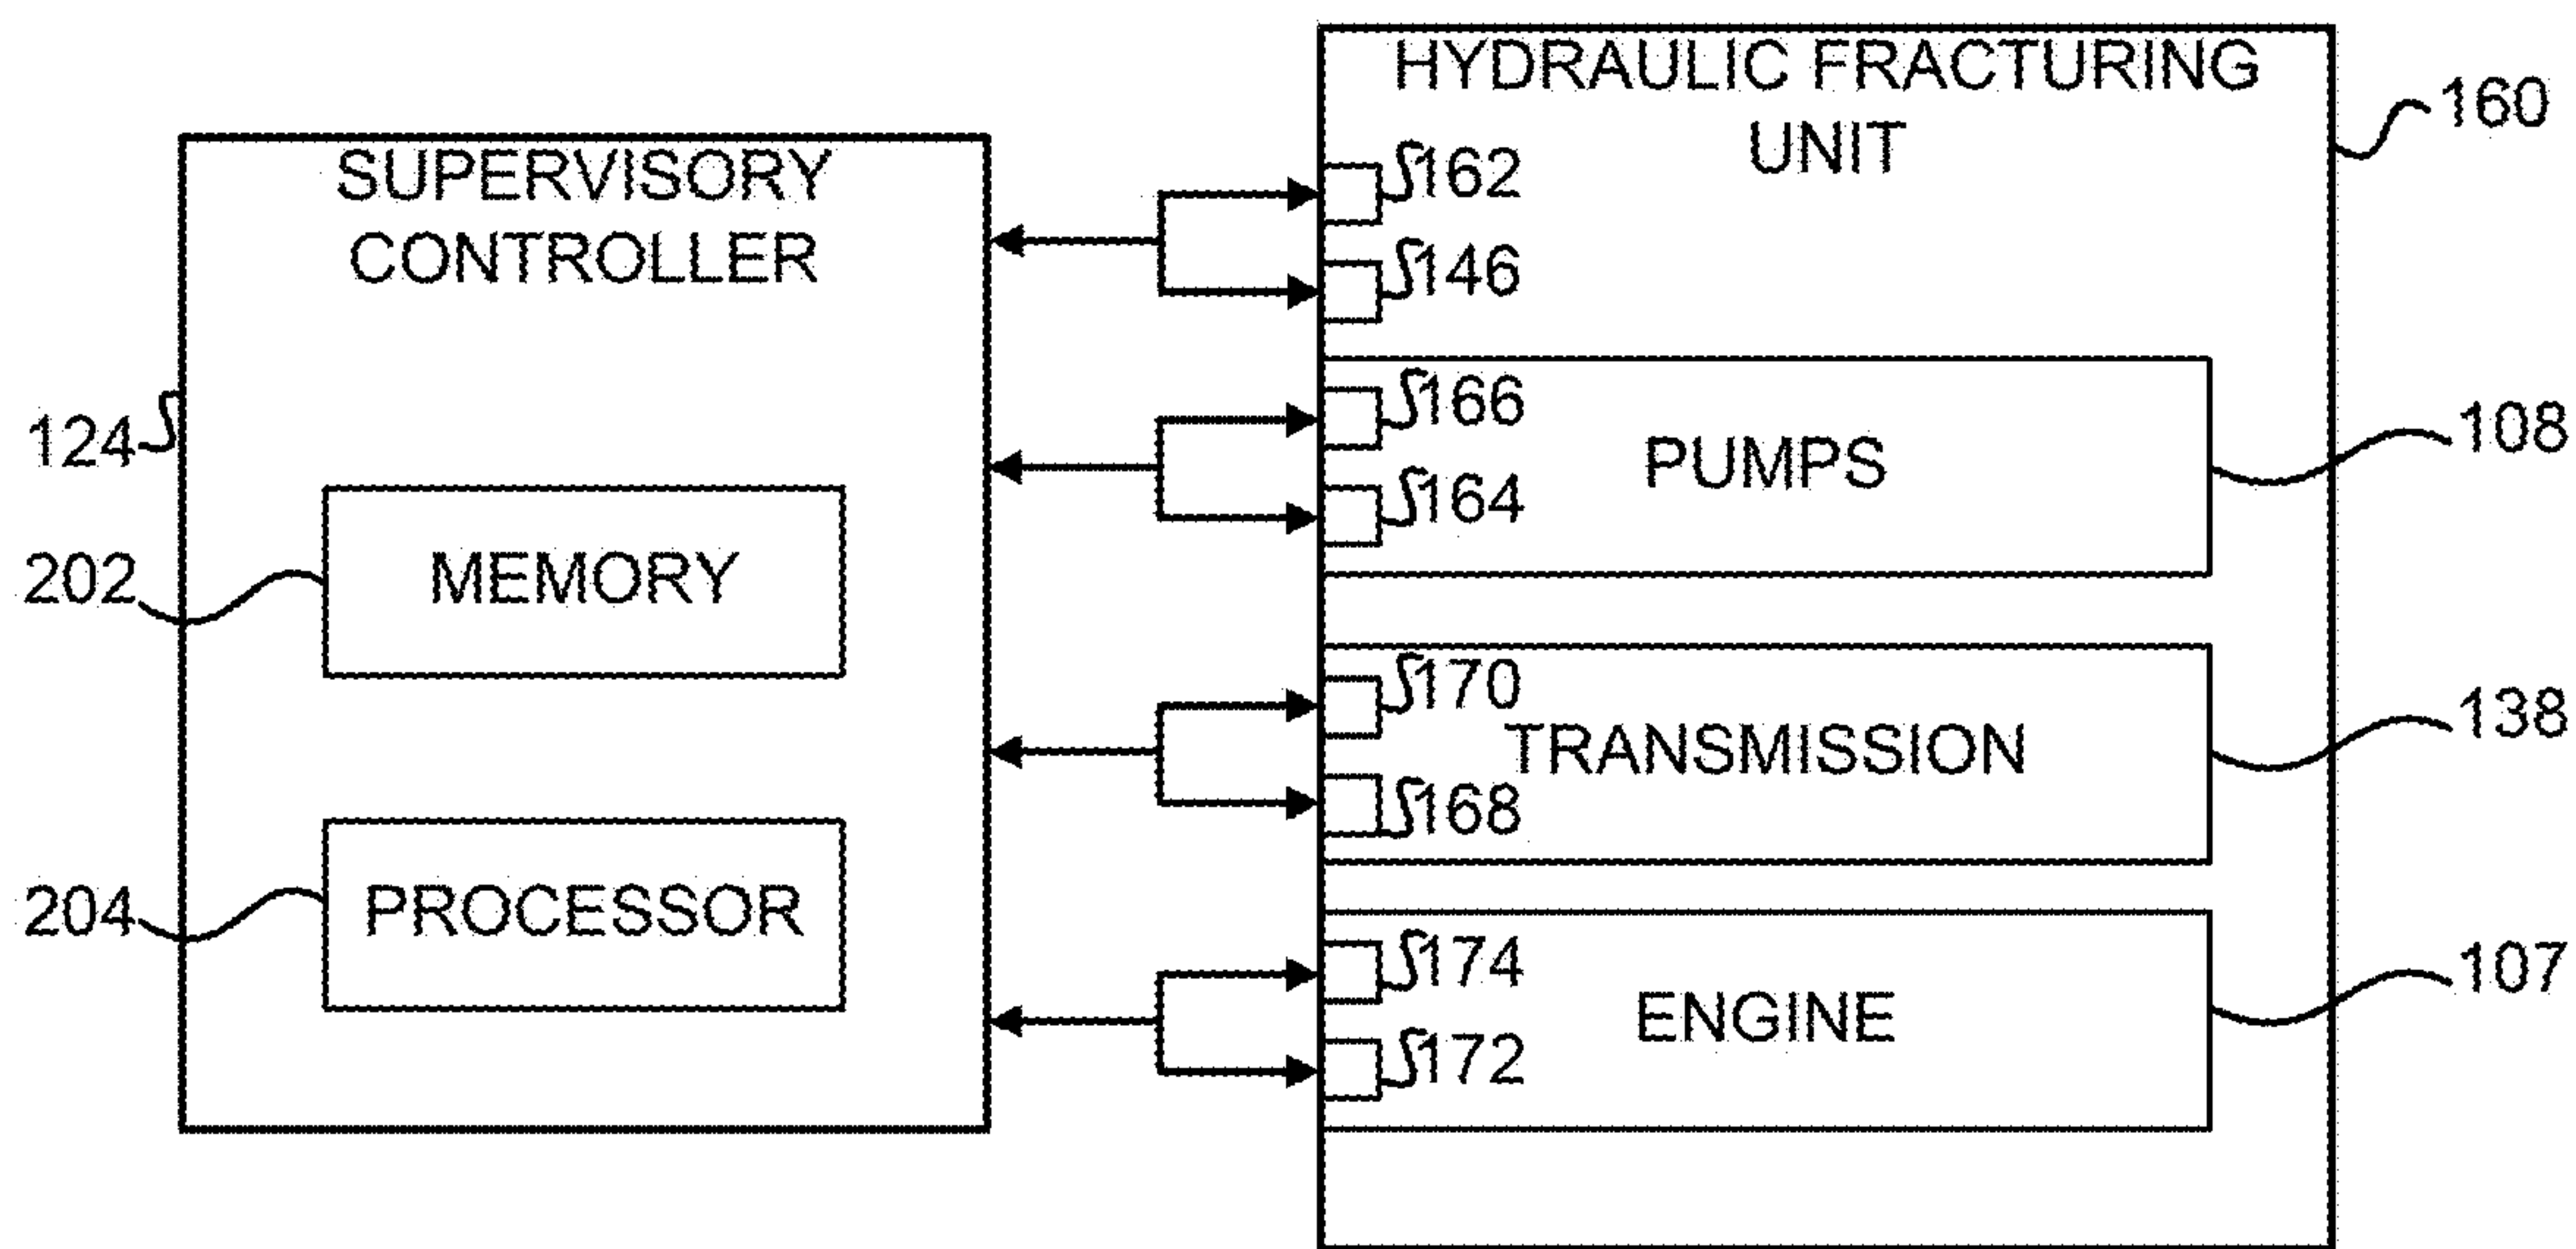 HYDRAULIC FRACTURING
UNIT
160
SUPERVISORY
CONTROLLER
162
146
124
166
164
PUMPS
108
202
MEMORY
170
168
TRANSMISSION
138
204
PROCESSOR
174
172
ENGINE
107